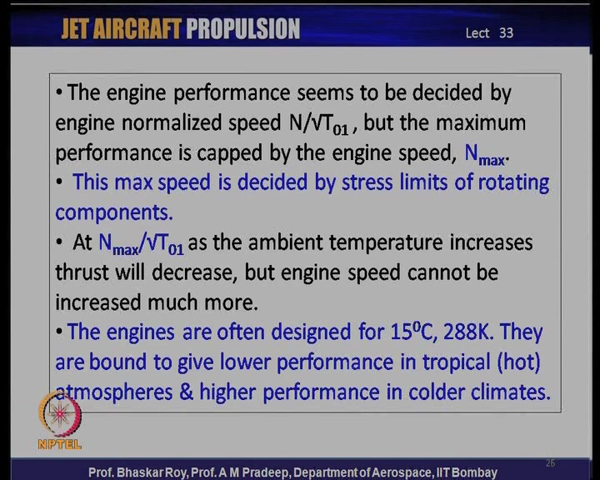 JET AIRCRAFT PROPULSION
Lect 33
• The engine performance seems to be decided by
engine normalized speed N/√T₀₁, but the maximum
performance is capped by the engine speed, Nₘₐₓ.
• This max speed is decided by stress limits of rotating
components.
• At Nₘₐₓ/√T₀₁ as the ambient temperature increases
thrust will decrease, but engine speed cannot be
increased much more.
• The engines are often designed for 15⁰C, 288K. They
are bound to give lower performance in tropical (hot)
atmospheres & higher performance in colder climates.
NPTEL
26
Prof. Bhaskar Roy, Prof. A M Pradeep, Department of Aerospace, IIT Bombay